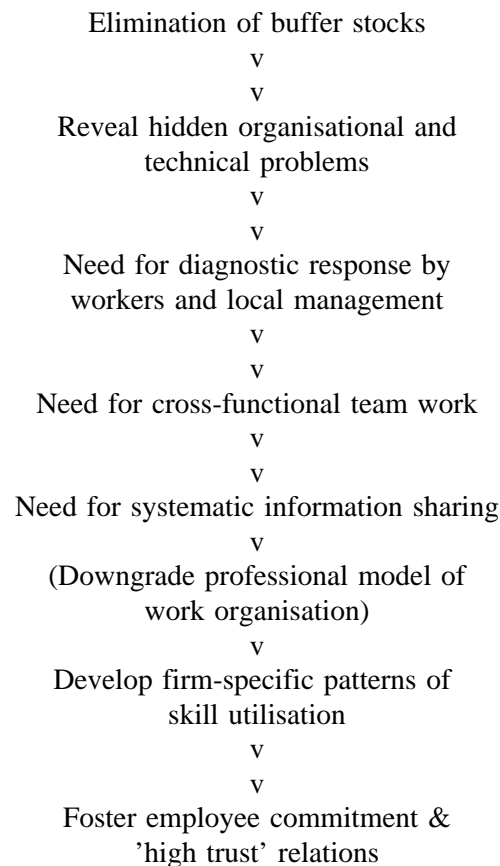 Elimination of buffer stocks
v
v
Reveal hidden organisational and
technical problems
v
v
Need for diagnostic response by
workers and local management
v
v
Need for cross-functional team work
v
v
Need for systematic information sharing
v
(Downgrade professional model of
work organisation)
v
Develop firm-specific patterns of
skill utilisation
v
v
Foster employee commitment &
’high trust’ relations